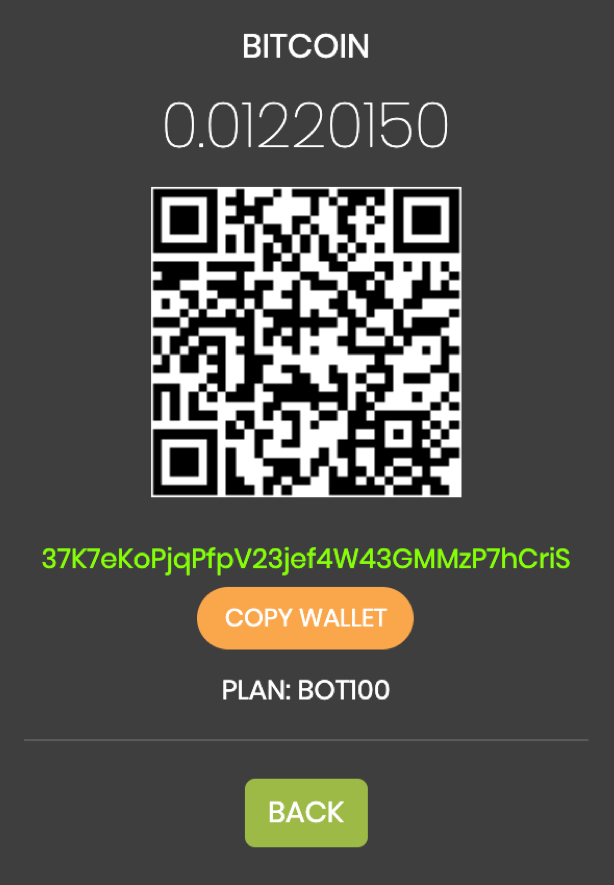 BITCOIN
0.01220150
37K7eKoPjqPfpV23jef4W43GMMzP7hCriS
COPY WALLET
PLAN: BOT100
BACK